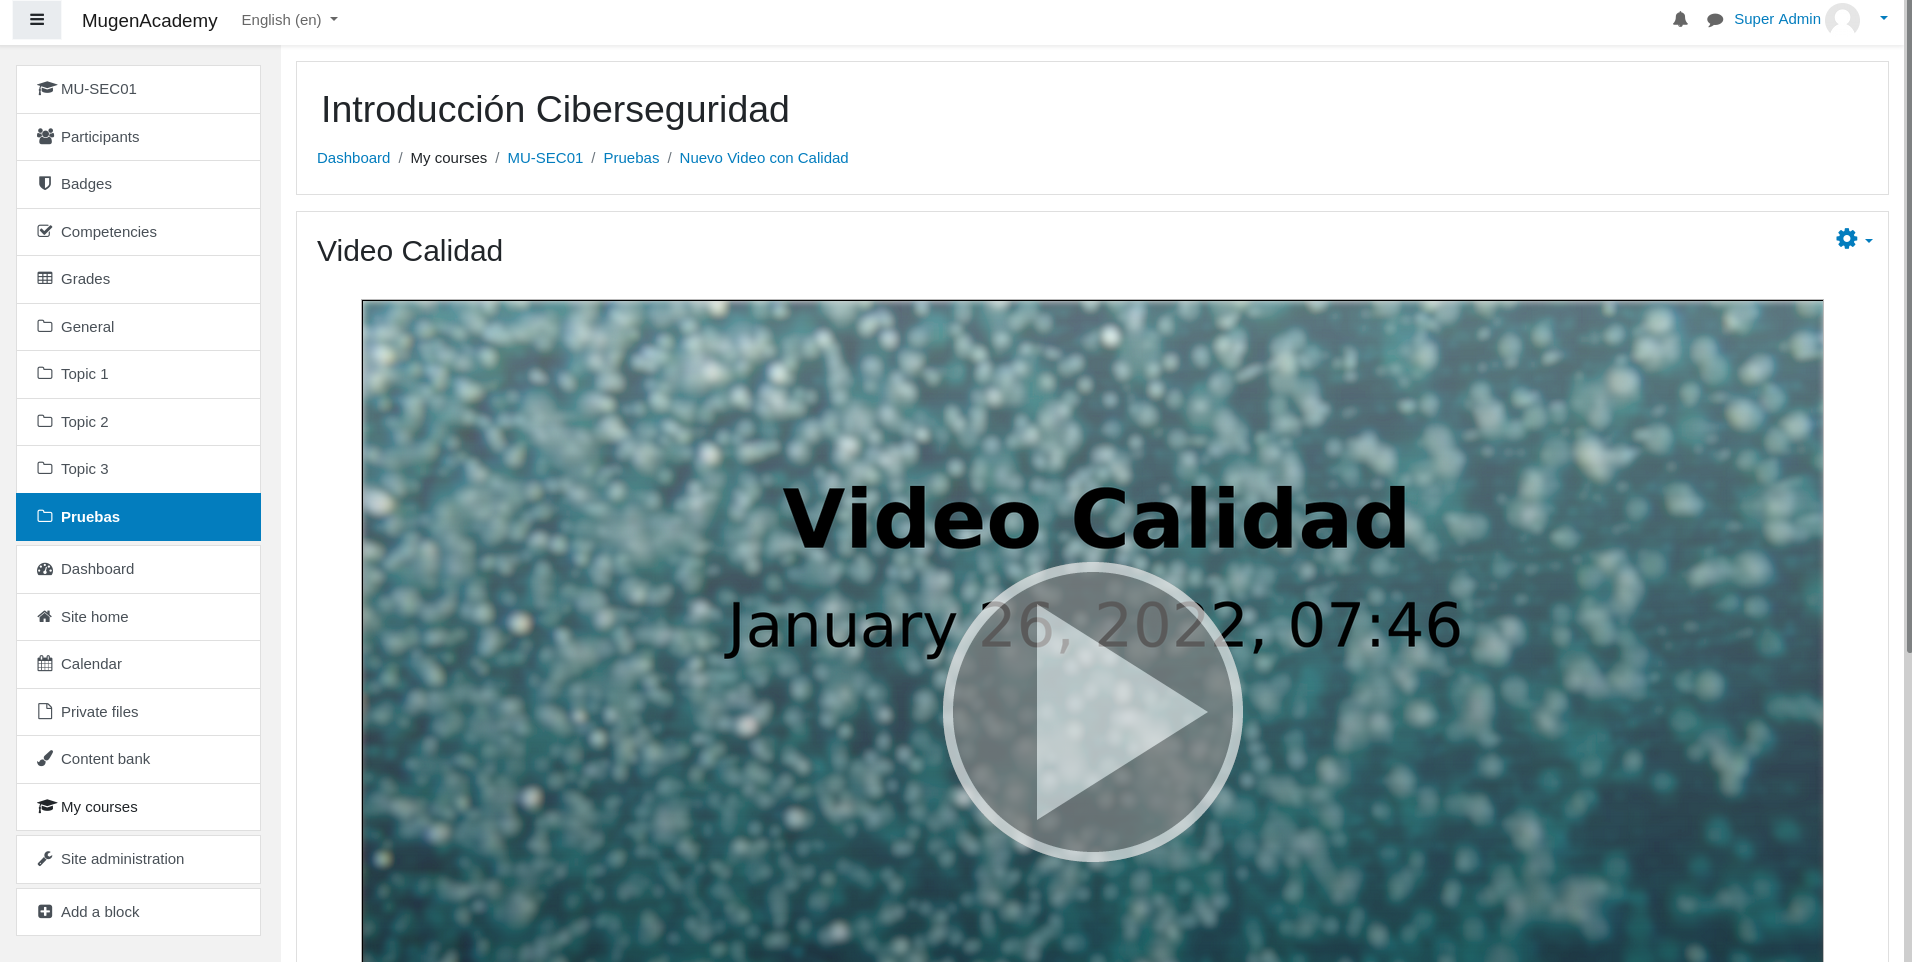 MugenAcademy English (en) Super Admin
MU-SEC01
Participants
Badges
Competencies
Grades
General
Topic 1
Topic 2
Topic 3
Pruebas
Dashboard
Site home
Calendar
Private files
Content bank
My courses
Site administration
Add a block
Introducción Ciberseguridad
Dashboard / My courses / MU-SEC01 / Pruebas / Nuevo Video con Calidad
Video Calidad
Video Calidad
January 26, 2022, 07:46